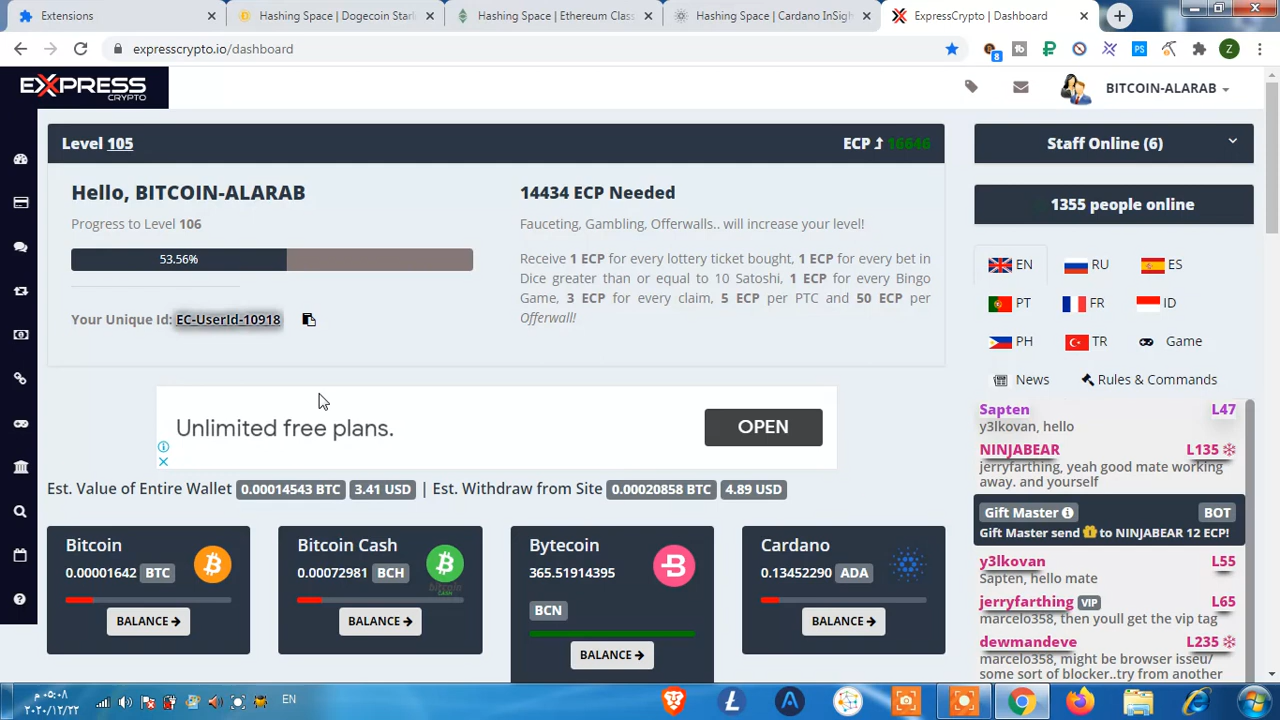 Extensions
Hashing Space | Dogecoin Star
Hashing Space | Ethereum Class
Hashing Space | Cardano InSigh
ExpressCrypto | Dashboard
expresscrypto.io/dashboard
8
PS
Z
EXPRESS
CRYPTO
BITCOIN-ALARAB
Level 105
ECP 16646
Hello, BITCOIN-ALARAB
Progress to Level 106
53.56%
Your Unique Id: EC-UserId-10918
14434 ECP Needed
Fauceting, Gambling, Offerwalls.. will increase your level!
Receive 1 ECP for every lottery ticket bought, 1 ECP for every bet in
Dice greater than or equal to 10 Satoshi, 1 ECP for every Bingo
Game, 3 ECP for every claim, 5 ECP per PTC and 50 ECP per
Offerwall!
Unlimited free plans.
OPEN
Est. Value of Entire Wallet 0.00014543 BTC 3.41 USD | Est. Withdraw from Site 0.00020858 BTC 4.89 USD
Bitcoin
0.00001642 BTC
BALANCE
Bitcoin Cash
0.00072981 BCH
BALANCE
Bytecoin
365.51914395
BCN
BALANCE
Cardano
0.13452290 ADA
BALANCE
Staff Online (6)
1355 people online
EN
RU
ES
PT
FR
ID
PH
TR
Game
News
Rules & Commands
Sapten L47
y3lkovan, hello
NINJABEAR L135
jerryfarthing, yeah good mate working
away. and yourself
Gift Master BOT
Gift Master send to NINJABEAR 12 ECP!
y3lkovan L55
Sapten, hello mate
jerryfarthing VIP L65
marcelo358, then youll get the vip tag
dewmandeve L235
marcelo358, might be browser isseu/
some sort of blocker..try from another
EN
٠٥:٠٨ م
٢٠٢٠/١٢/٢٢